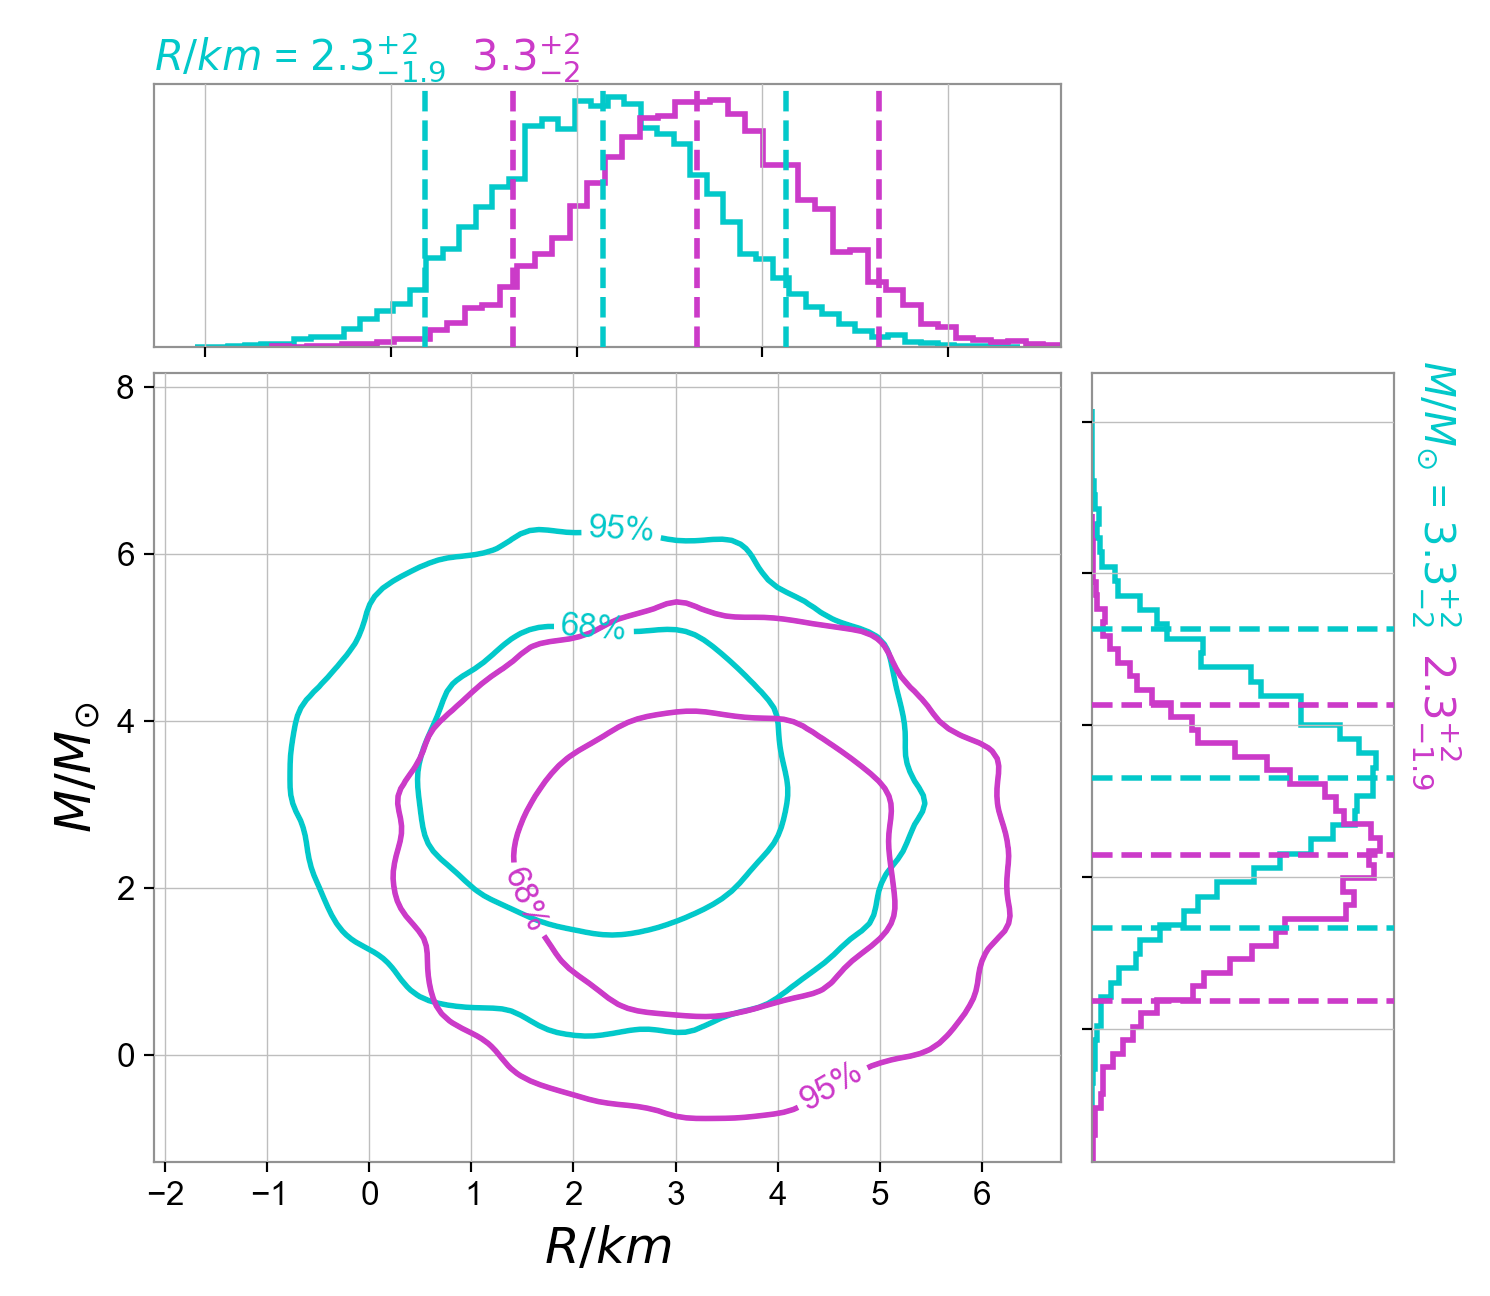 R/km = 2.3⁺²₋₁.₉ 3.3⁺²₋₂
M/M⊙ = 3.3⁺²₋₂ 2.3⁺²₋₁.₉
8
6
4
2
0
M/M⊙
95%
68%
68%
95%
−2 −1 0 1 2 3 4 5 6
R/km